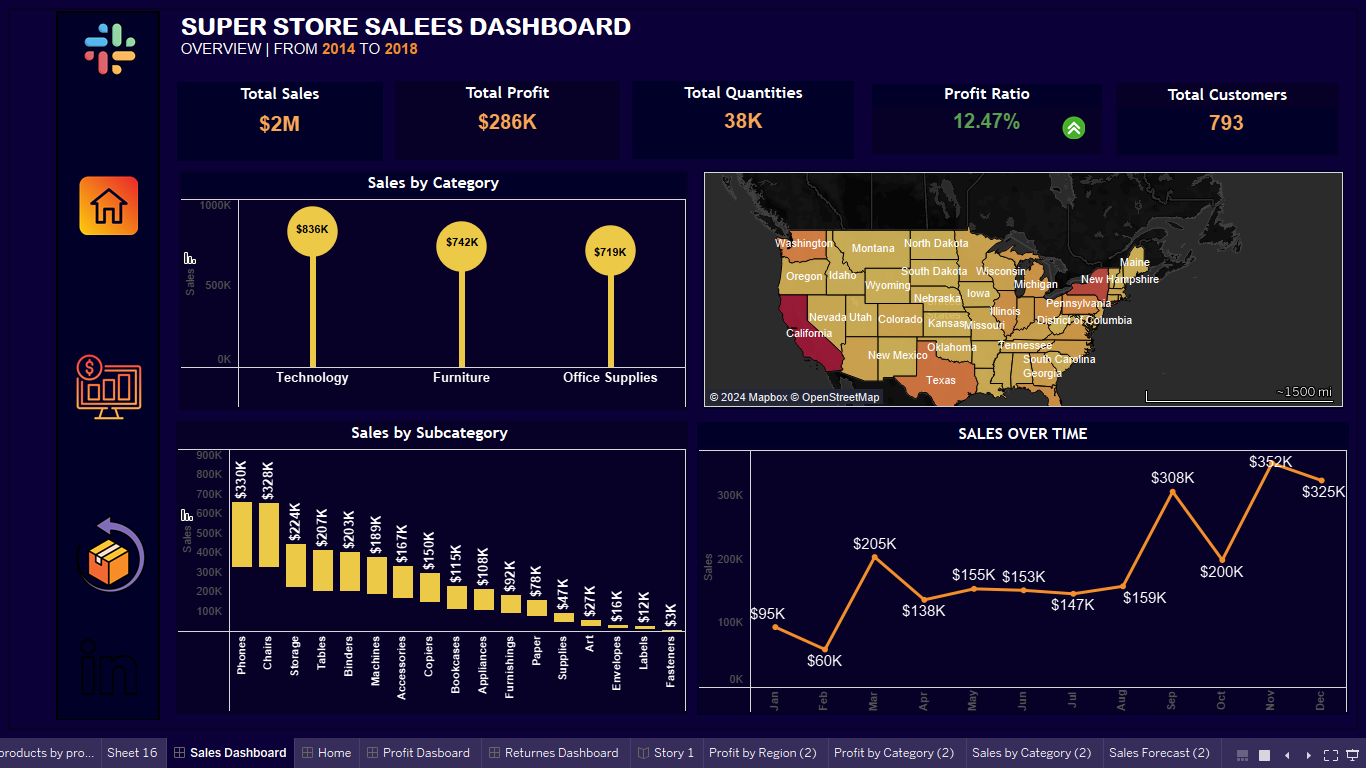 SUPER STORE SALEES DASHBOARD
OVERVIEW | FROM 2014 TO 2018
Total Sales
$2M
Total Profit
$286K
Total Quantities
38K
Profit Ratio
12.47%
Total Customers
793
Sales by Category
1000K
500K
0K
Sales
$836K
$742K
$719K
Technology
Furniture
Office Supplies
Washington
Montana
North Dakota
Maine
Oregon
Idaho
South Dakota
Wisconsin
New Hampshire
Wyoming
Michigan
Nebraska
Iowa
Pennsylvania
Nevada
Utah
Colorado
Kansas
Missouri
Illinois
District of Columbia
California
New Mexico
Oklahoma
Tennessee
South Carolina
Georgia
Texas
© 2024 Mapbox © OpenStreetMap
~1500 mi
Sales by Subcategory
900K
800K
700K
600K
500K
400K
300K
200K
100K
Sales
$330K
$328K
$224K
$207K
$203K
$189K
$167K
$150K
$115K
$108K
$92K
$78K
$47K
$27K
$16K
$12K
$3K
Phones
Chairs
Storage
Tables
Binders
Machines
Accessories
Copiers
Bookcases
Appliances
Furnishings
Paper
Supplies
Art
Envelopes
Labels
Fasteners
SALES OVER TIME
300K
200K
100K
0K
Sales
$95K
$60K
$205K
$138K
$155K
$153K
$147K
$159K
$308K
$200K
$352K
$325K
Jan
Feb
Mar
Apr
May
Jun
Jul
Aug
Sep
Oct
Nov
Dec
$
in
products by pro...
Sheet 16
Sales Dashboard
Home
Profit Dasboard
Returnes Dashboard
Story 1
Profit by Region (2)
Profit by Category (2)
Sales by Category (2)
Sales Forecast (2)